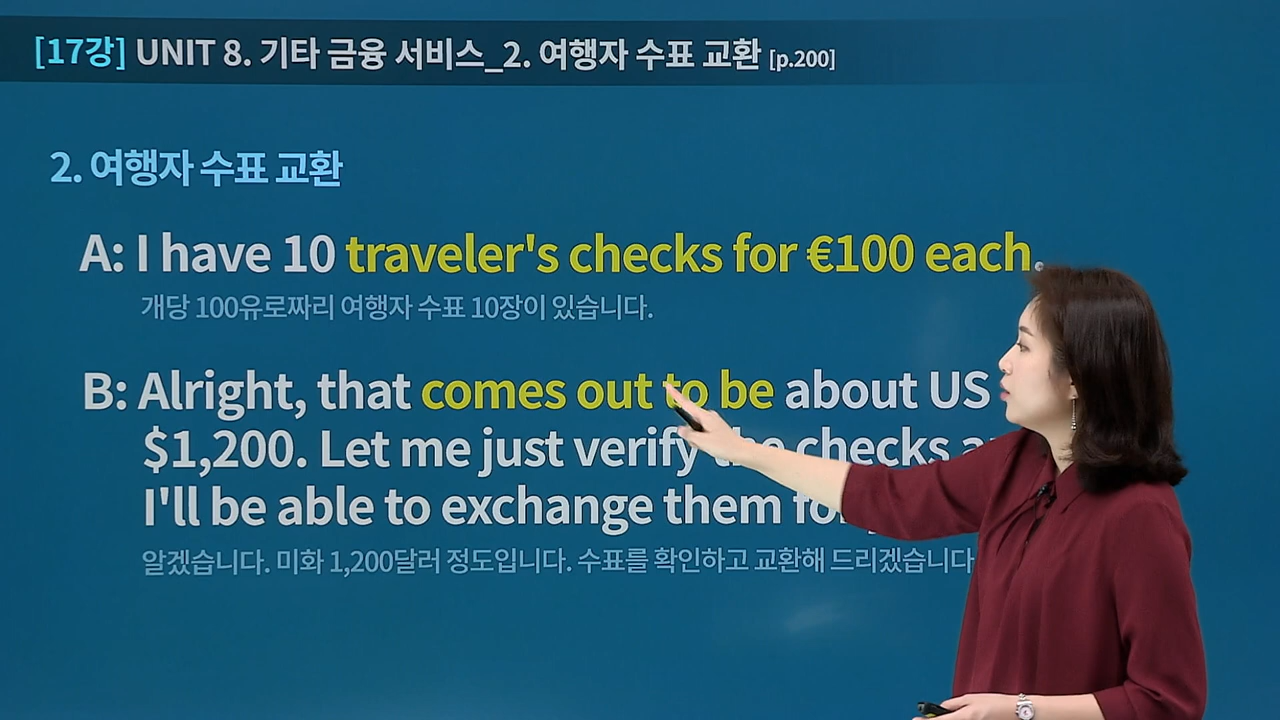 [17강] UNIT 8. 기타 금융 서비스_2. 여행자 수표 교환 [p.200]
2. 여행자 수표 교환
A: I have 10 traveler's checks for €100 each.
개당 100유로짜리 여행자 수표 10장이 있습니다.
B: Alright, that comes out to be about US
$1,200. Let me just verify the checks
I'll be able to exchange them
알겠습니다. 미화 1,200달러 정도입니다. 수표를 확인하고 교환해 드리겠습니다